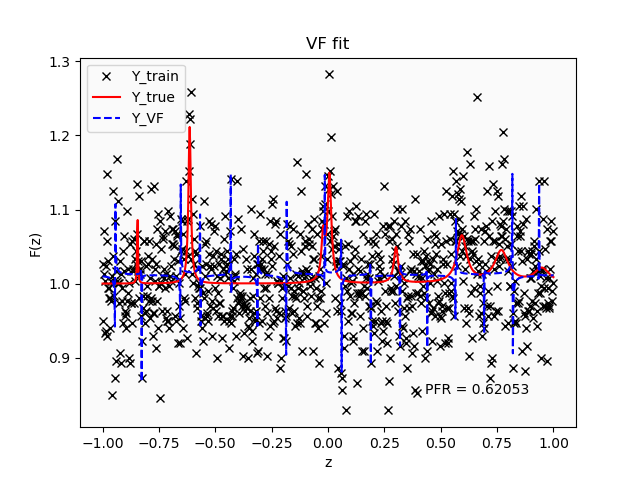 VF fit
1.3
1.2
1.1
1.0
0.9
F(z)
Y_train
Y_true
Y_VF
PFR = 0.62053
−1.00 −0.75 −0.50 −0.25 0.00 0.25 0.50 0.75 1.00
z